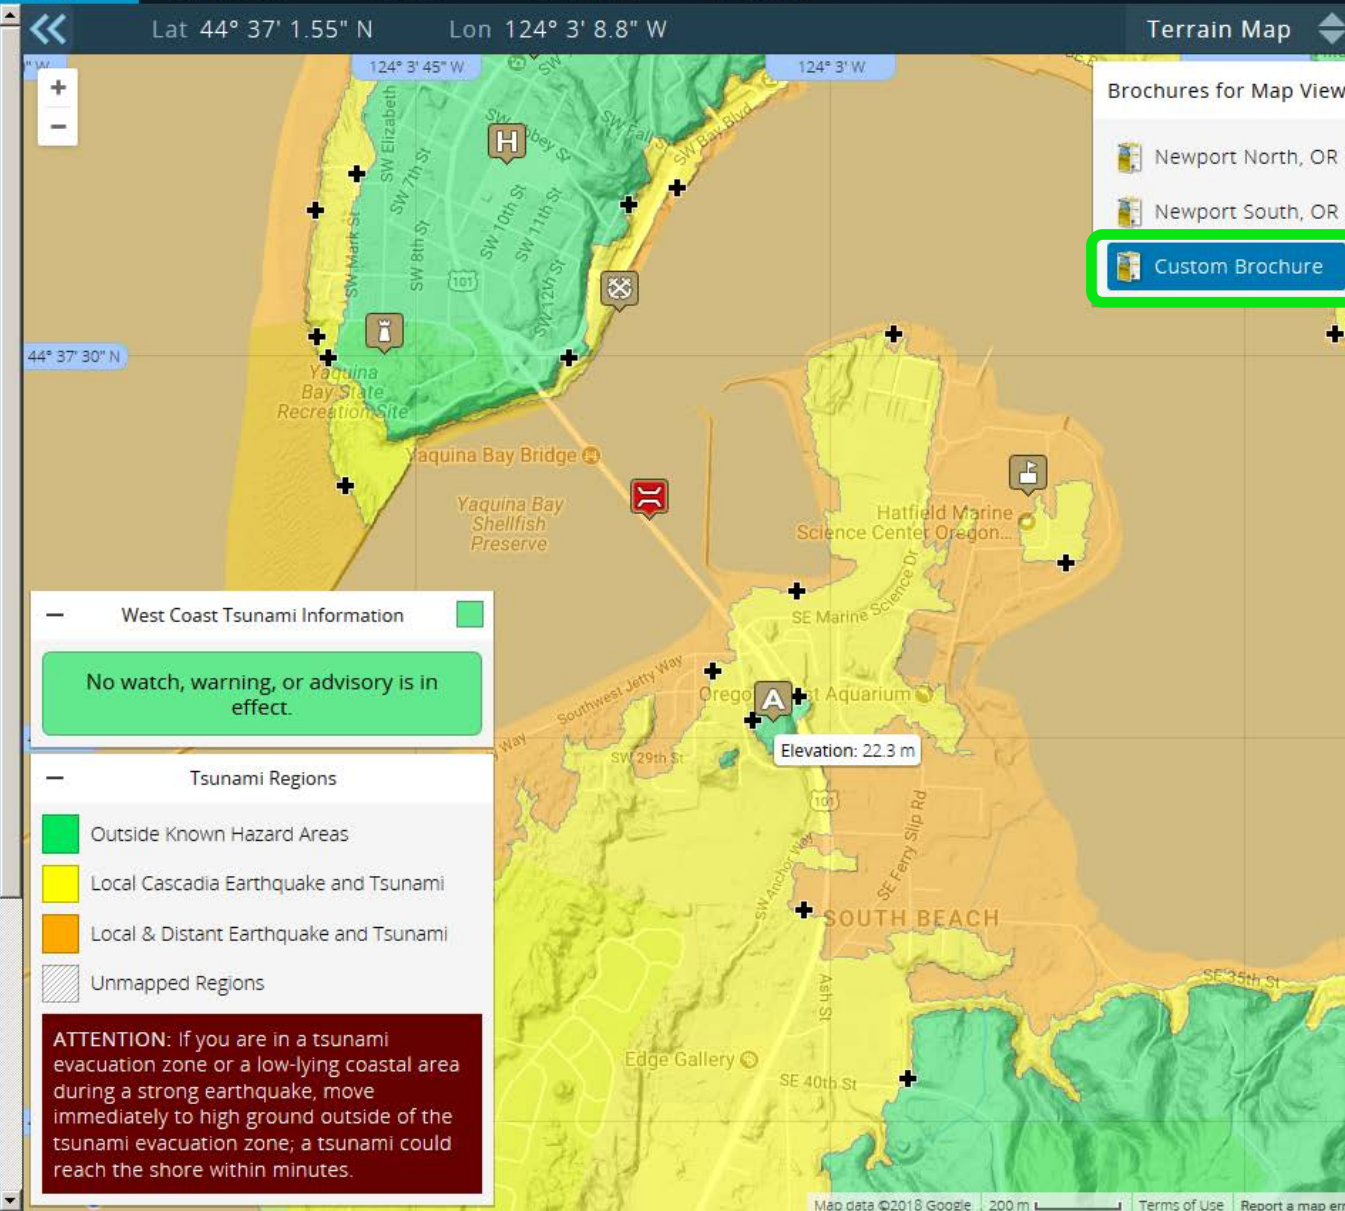 Lat 44° 37' 1.55" N Lon 124° 3' 8.8" W Terrain Map
124° 3' 45" W
124° 3' W
+
−
Brochures for Map View
Newport North, OR
Newport South, OR
Custom Brochure
SW Elizabeth
SW Bay Blvd
SW Fall
H
SW 7th St
SW 10th St
SW 11th St
SW Mark St
SW 8th St
101
SW 12th St
44° 37' 30" N
Yaquina
Bay State
Recreation Site
Yaquina Bay Bridge
Yaquina Bay
Shellfish
Preserve
Hatfield Marine
Science Center Oregon...
SE Marine Science Dr
Southwest Jetty Way
Way
A
Aquarium
SW 29th St
Elevation: 22.3 m
101
SE Ferry Slip Rd
SW Anchor Way
SOUTH BEACH
SE 35th St
Ash St
Edge Gallery
SE 40th St
West Coast Tsunami Information
No watch, warning, or advisory is in
effect.
Tsunami Regions
Outside Known Hazard Areas
Local Cascadia Earthquake and Tsunami
Local & Distant Earthquake and Tsunami
Unmapped Regions
ATTENTION: If you are in a tsunami
evacuation zone or a low-lying coastal area
during a strong earthquake, move
immediately to high ground outside of the
tsunami evacuation zone; a tsunami could
reach the shore within minutes.
Map data ©2018 Google 200 m Terms of Use Report a map